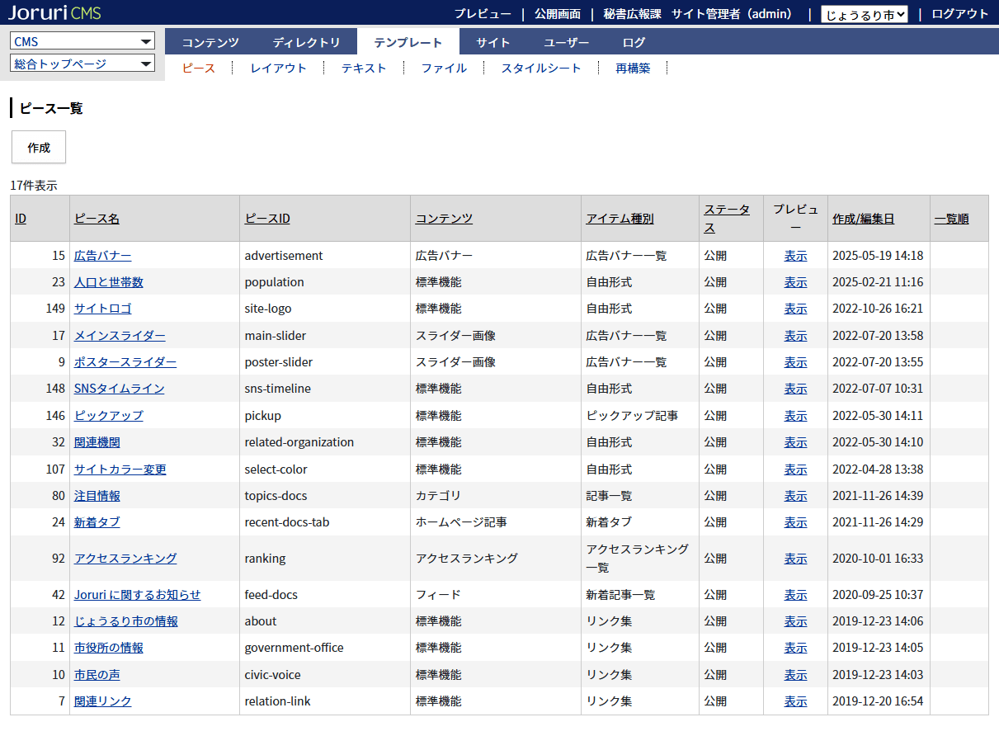 Joruri CMS
プレビュー | 公開画面 | 秘書広報課 サイト管理者（admin） | じょうるり市 | ログアウト
CMS
総合トップページ
コンテンツ ディレクトリ テンプレート サイト ユーザー ログ
ピース レイアウト テキスト ファイル スタイルシート 再構築
ピース一覧
作成
17件表示
ID ピース名 ピースID コンテンツ アイテム種別 ステータス プレビュー 作成/編集日 一覧順
15 広告バナー advertisement 広告バナー 広告バナー一覧 公開 表示 2025-05-19 14:18
23 人口と世帯数 population 標準機能 自由形式 公開 表示 2025-02-21 11:16
149 サイトロゴ site-logo 標準機能 自由形式 公開 表示 2022-10-26 16:21
17 メインスライダー main-slider スライダー画像 広告バナー一覧 公開 表示 2022-07-20 13:58
9 ポスタースライダー poster-slider スライダー画像 広告バナー一覧 公開 表示 2022-07-20 13:55
148 SNSタイムライン sns-timeline 標準機能 自由形式 公開 表示 2022-07-07 10:31
146 ピックアップ pickup 標準機能 ピックアップ記事 公開 表示 2022-05-30 14:11
32 関連機関 related-organization 標準機能 自由形式 公開 表示 2022-05-30 14:10
107 サイトカラー変更 select-color 標準機能 自由形式 公開 表示 2022-04-28 13:38
80 注目情報 topics-docs カテゴリ 記事一覧 公開 表示 2021-11-26 14:39
24 新着タブ recent-docs-tab ホームページ記事 新着タブ 公開 表示 2021-11-26 14:29
92 アクセスランキング ranking アクセスランキング アクセスランキング一覧 公開 表示 2020-10-01 16:33
42 Joruri に関するお知らせ feed-docs フィード 新着記事一覧 公開 表示 2020-09-25 10:37
12 じょうるり市の情報 about 標準機能 リンク集 公開 表示 2019-12-23 14:06
11 市役所の情報 government-office 標準機能 リンク集 公開 表示 2019-12-23 14:05
10 市民の声 civic-voice 標準機能 リンク集 公開 表示 2019-12-23 14:03
7 関連リンク relation-link 標準機能 リンク集 公開 表示 2019-12-20 16:54